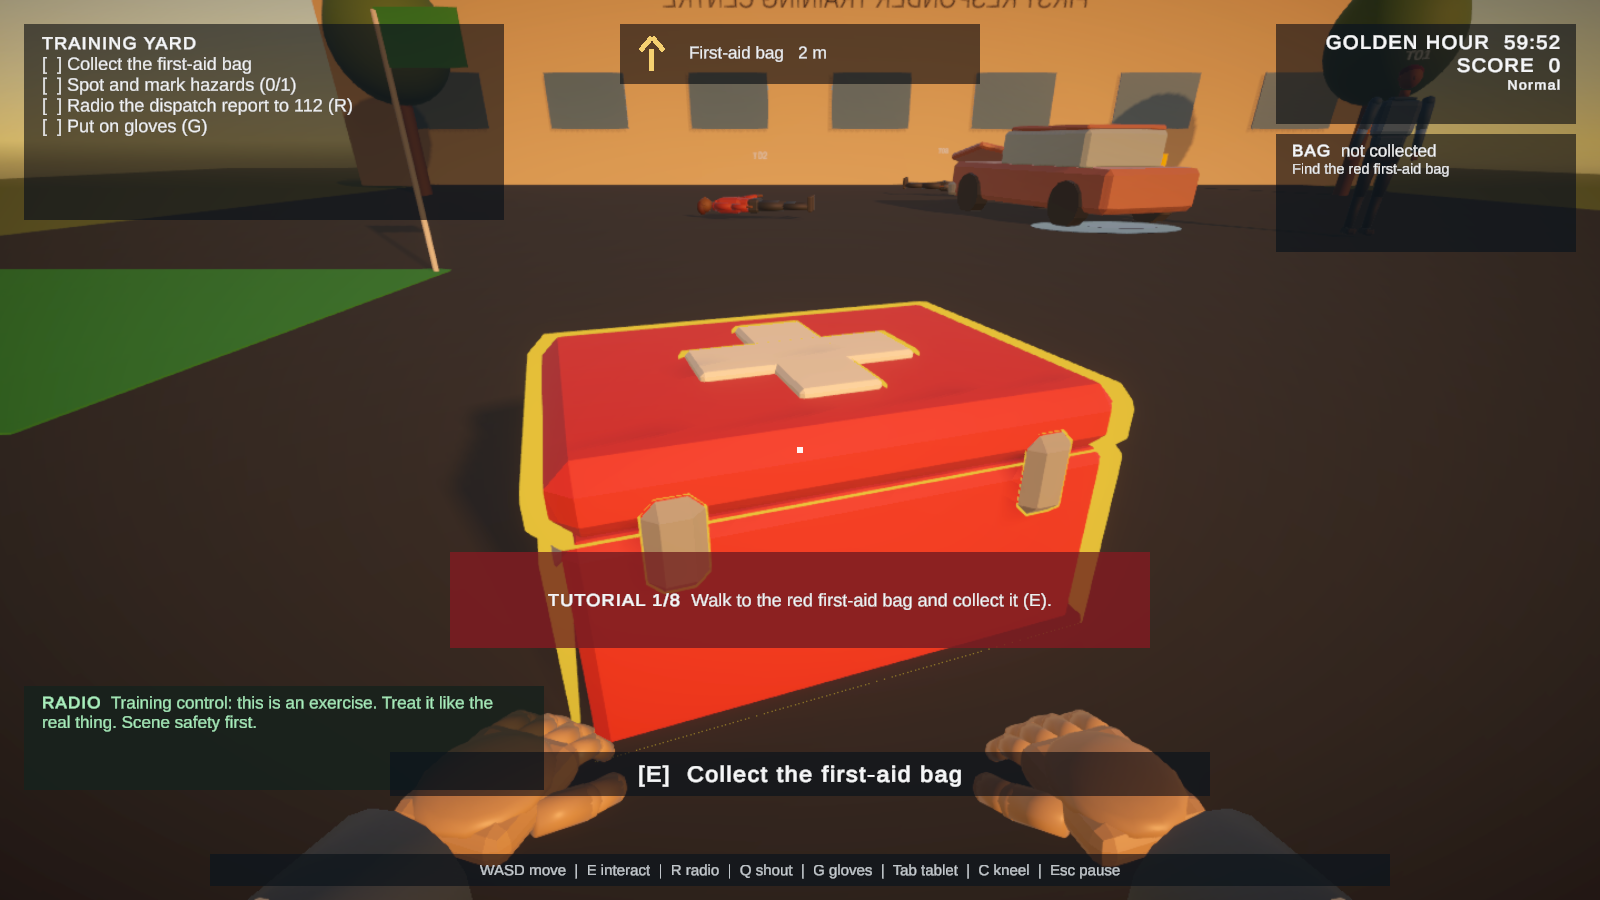 FIRST RESPONDER TRAINING CENTRE
TRAINING YARD
[ ] Collect the first-aid bag
[ ] Spot and mark hazards (0/1)
[ ] Radio the dispatch report to 112 (R)
[ ] Put on gloves (G)
First-aid bag 2 m
GOLDEN HOUR 59:52
SCORE 0
Normal
BAG not collected
Find the red first-aid bag
TUTORIAL 1/8 Walk to the red first-aid bag and collect it (E).
RADIO Training control: this is an exercise. Treat it like the
real thing. Scene safety first.
[E] Collect the first-aid bag
WASD move | E interact | R radio | Q shout | G gloves | Tab tablet | C kneel | Esc pause